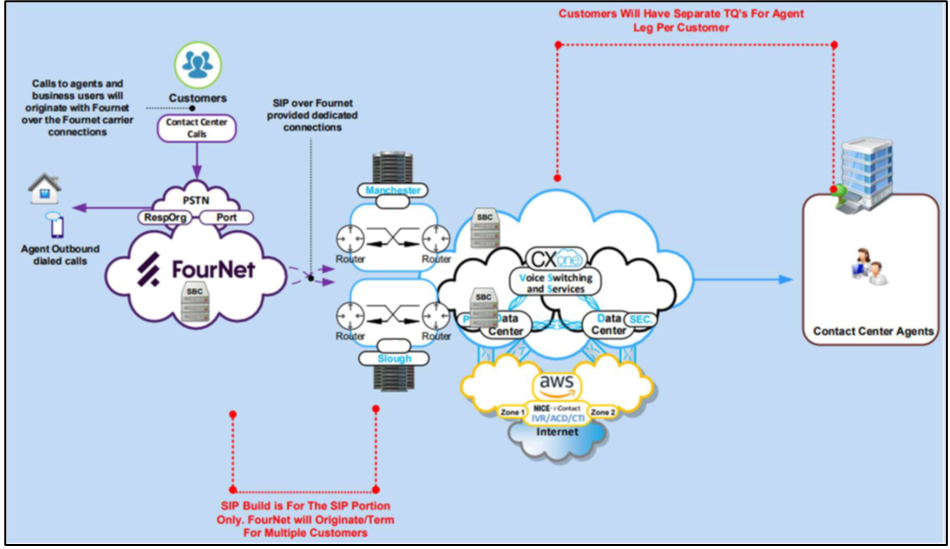 Customers Will Have Separate TQ's For Agent
Leg Per Customer
Calls to agents and
business users will
originate with Fournet
over the Fournet carrier
connections
Customers
Contact Center
Calls
SIP over Fournet
provided dedicated
connections
PSTN
RespOrg
Port
Agent Outbound
dialed calls
FourNet
SBC
Manchester
Router
Router
Router
Router
Slough
SBC
SBC
CXone
Voice Switching
and Services
Data
Center
Data
Center
SEC.
aws
Zone 1
NICE inContact
Zone 2
IVR/ACD/CTI
Internet
Contact Center Agents
SIP Build is For The SIP Portion
Only. FourNet will Originate/Term
For Multiple Customers